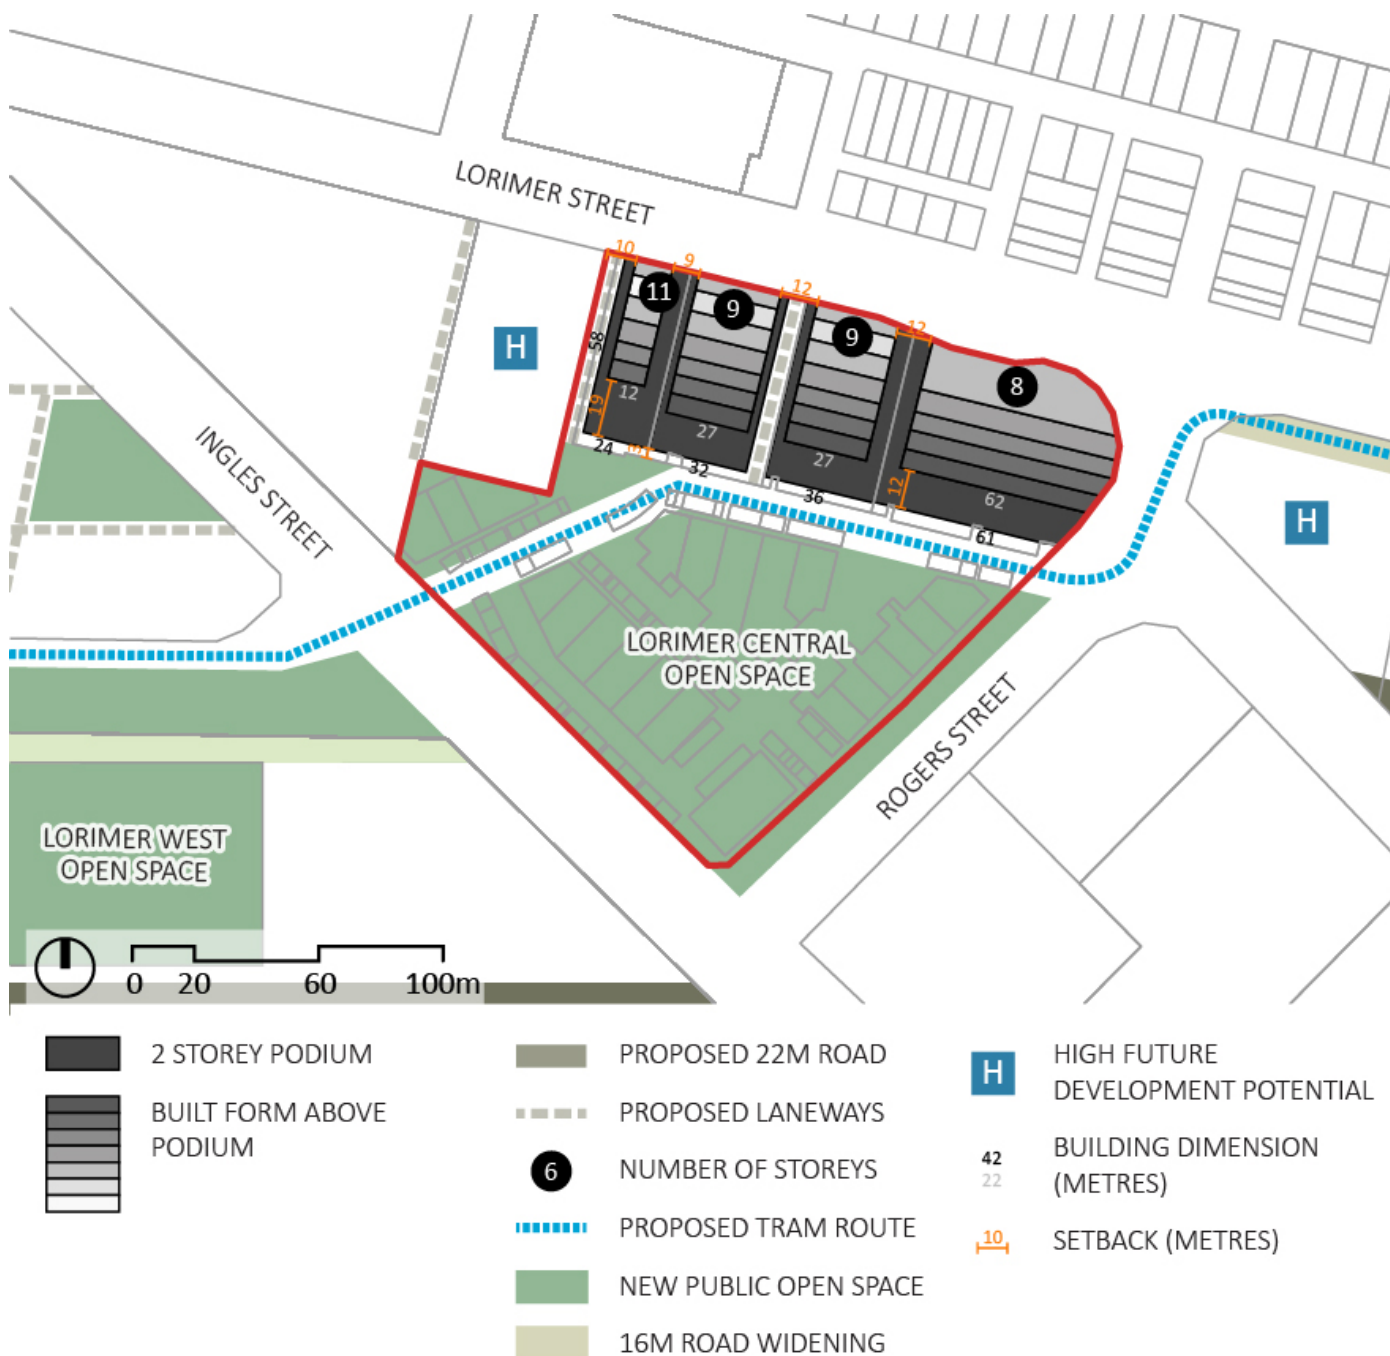 LORIMER STREET
10
9
12
12
11
9
9
8
H
58
19
12
27
27
12
62
24
3
32
36
61
INGLES STREET
H
LORIMER CENTRAL
OPEN SPACE
ROGERS STREET
LORIMER WEST
OPEN SPACE
0 20 60 100m
2 STOREY PODIUM
BUILT FORM ABOVE
PODIUM
PROPOSED 22M ROAD
PROPOSED LANEWAYS
6 NUMBER OF STOREYS
PROPOSED TRAM ROUTE
NEW PUBLIC OPEN SPACE
16M ROAD WIDENING
H HIGH FUTURE
DEVELOPMENT POTENTIAL
42 BUILDING DIMENSION
22 (METRES)
10 SETBACK (METRES)